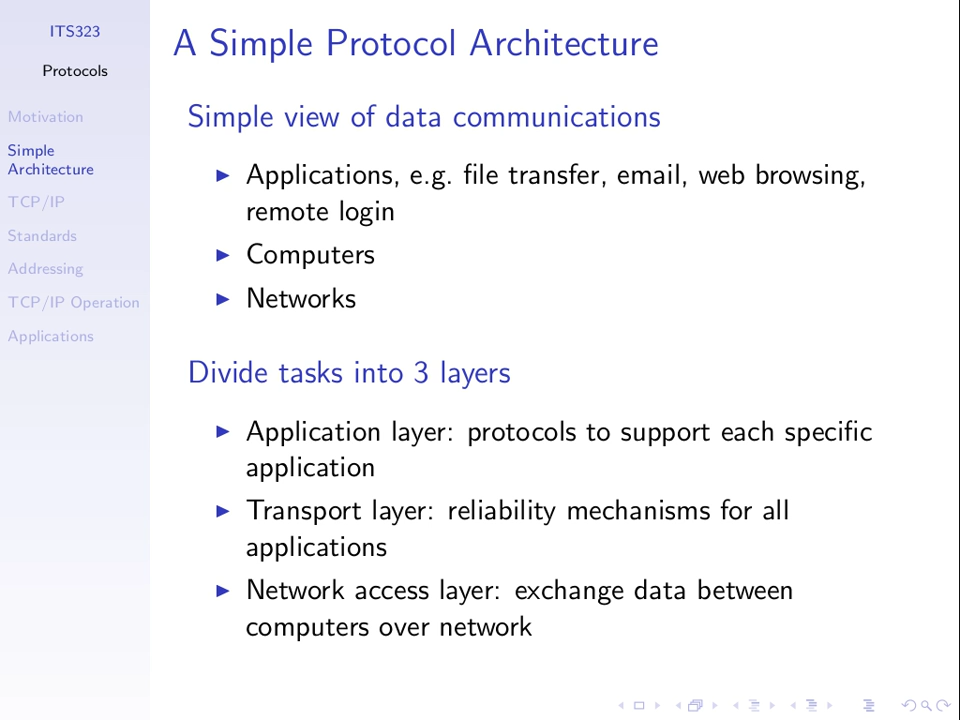 ITS323
Protocols
Motivation
Simple
Architecture
TCP/IP
Standards
Addressing
TCP/IP Operation
Applications
A Simple Protocol Architecture
Simple view of data communications
Applications, e.g. file transfer, email, web browsing,
remote login
Computers
Networks
Divide tasks into 3 layers
Application layer: protocols to support each specific
application
Transport layer: reliability mechanisms for all
applications
Network access layer: exchange data between
computers over network